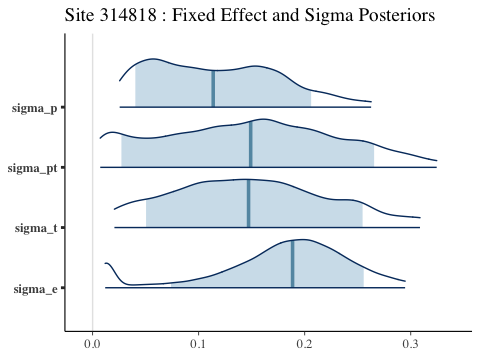 Site 314818 : Fixed Effect and Sigma Posteriors
sigma_p
sigma_pt
sigma_t
sigma_e
0.0 0.1 0.2 0.3